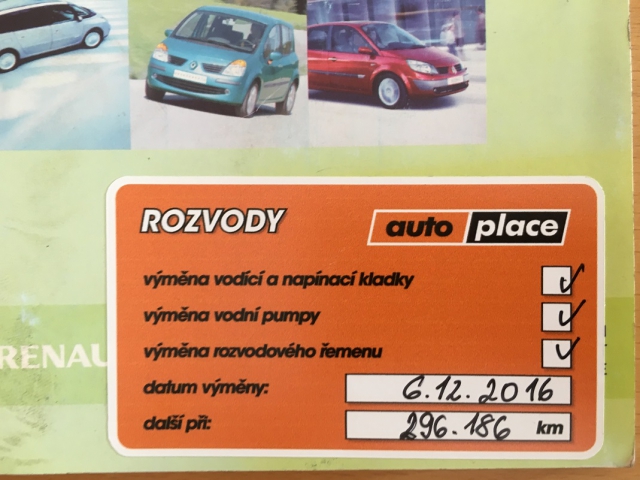 ROZVODY
auto place
výměna vodící a napínací kladky
výměna vodní pumpy
výměna rozvodového řemenu
RENAU
datum výměny: 6.12.2016
další při: 296.186 km